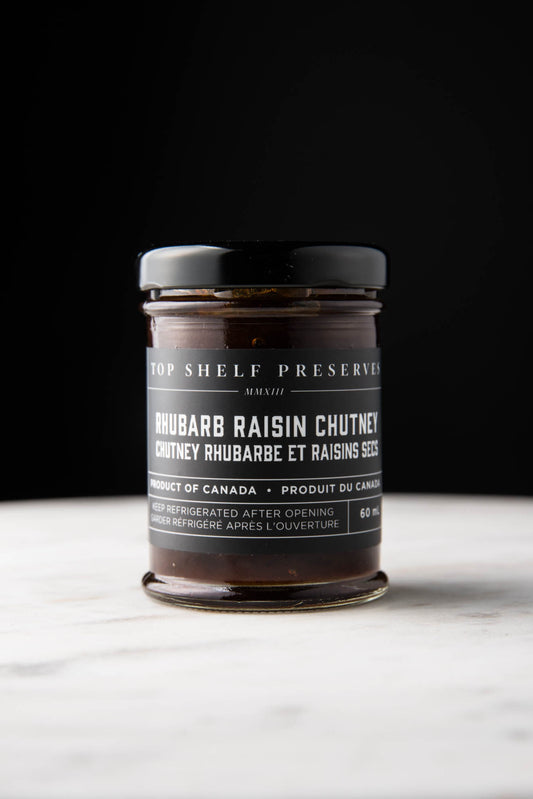 TOP SHELF PRESERVES
MMXIII
RHUBARB RAISIN CHUTNEY
CHUTNEY RHUBARBE ET RAISINS SECS
PRODUCT OF CANADA • PRODUIT DU CANADA
KEEP REFRIGERATED AFTER OPENING
GARDER RÉFRIGÉRÉ APRÈS L'OUVERTURE
60 mL